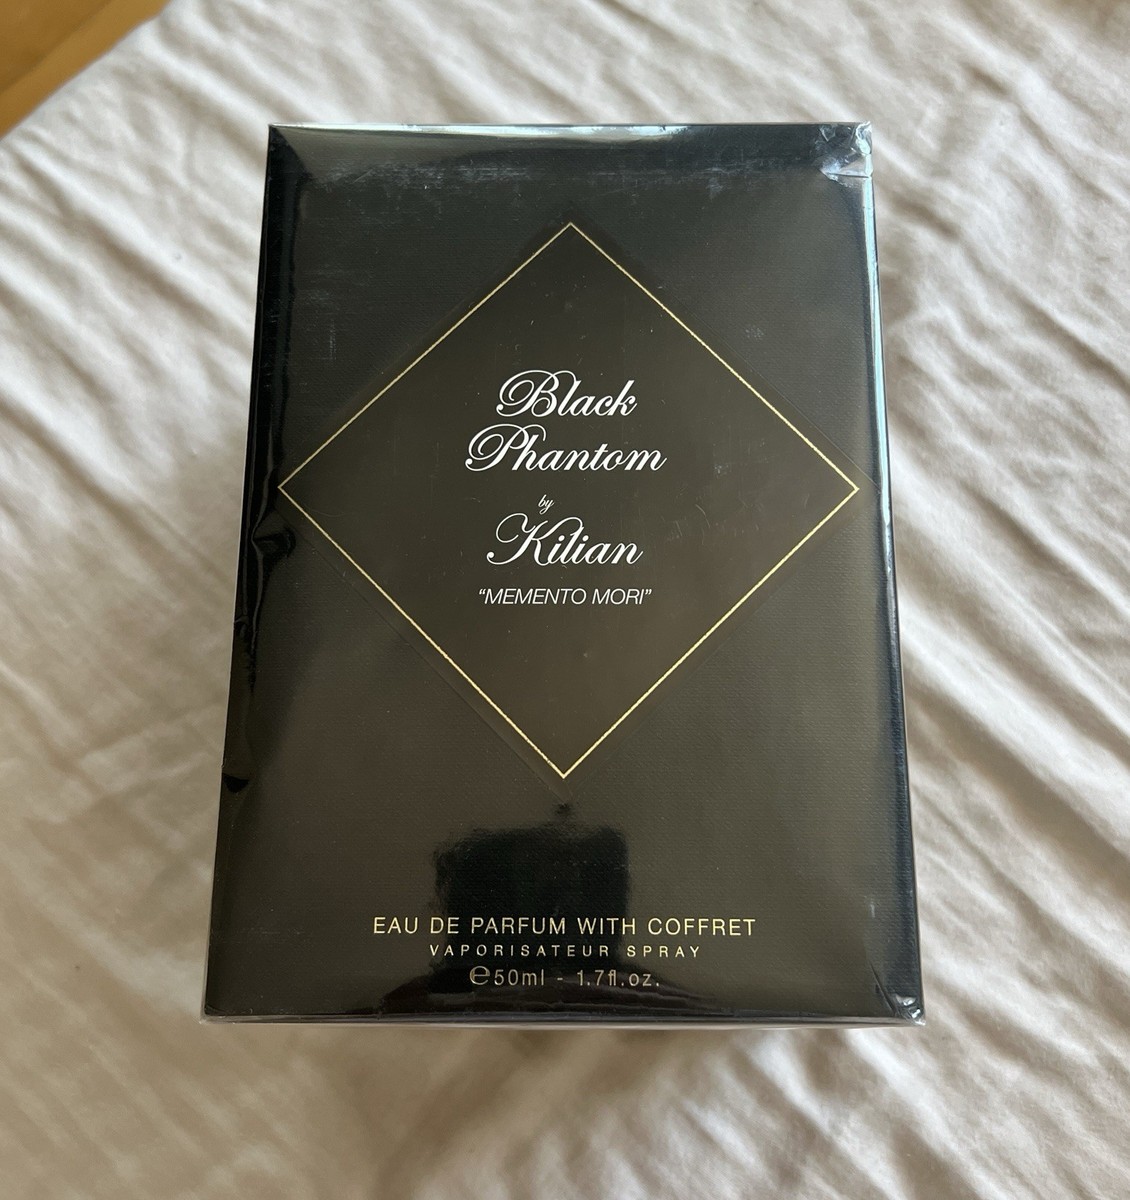 Black
Phantom
by
Kilian
“MEMENTO MORI”
EAU DE PARFUM WITH COFFRET
VAPORISATEUR SPRAY
℮50ml - 1.7fl.oz.